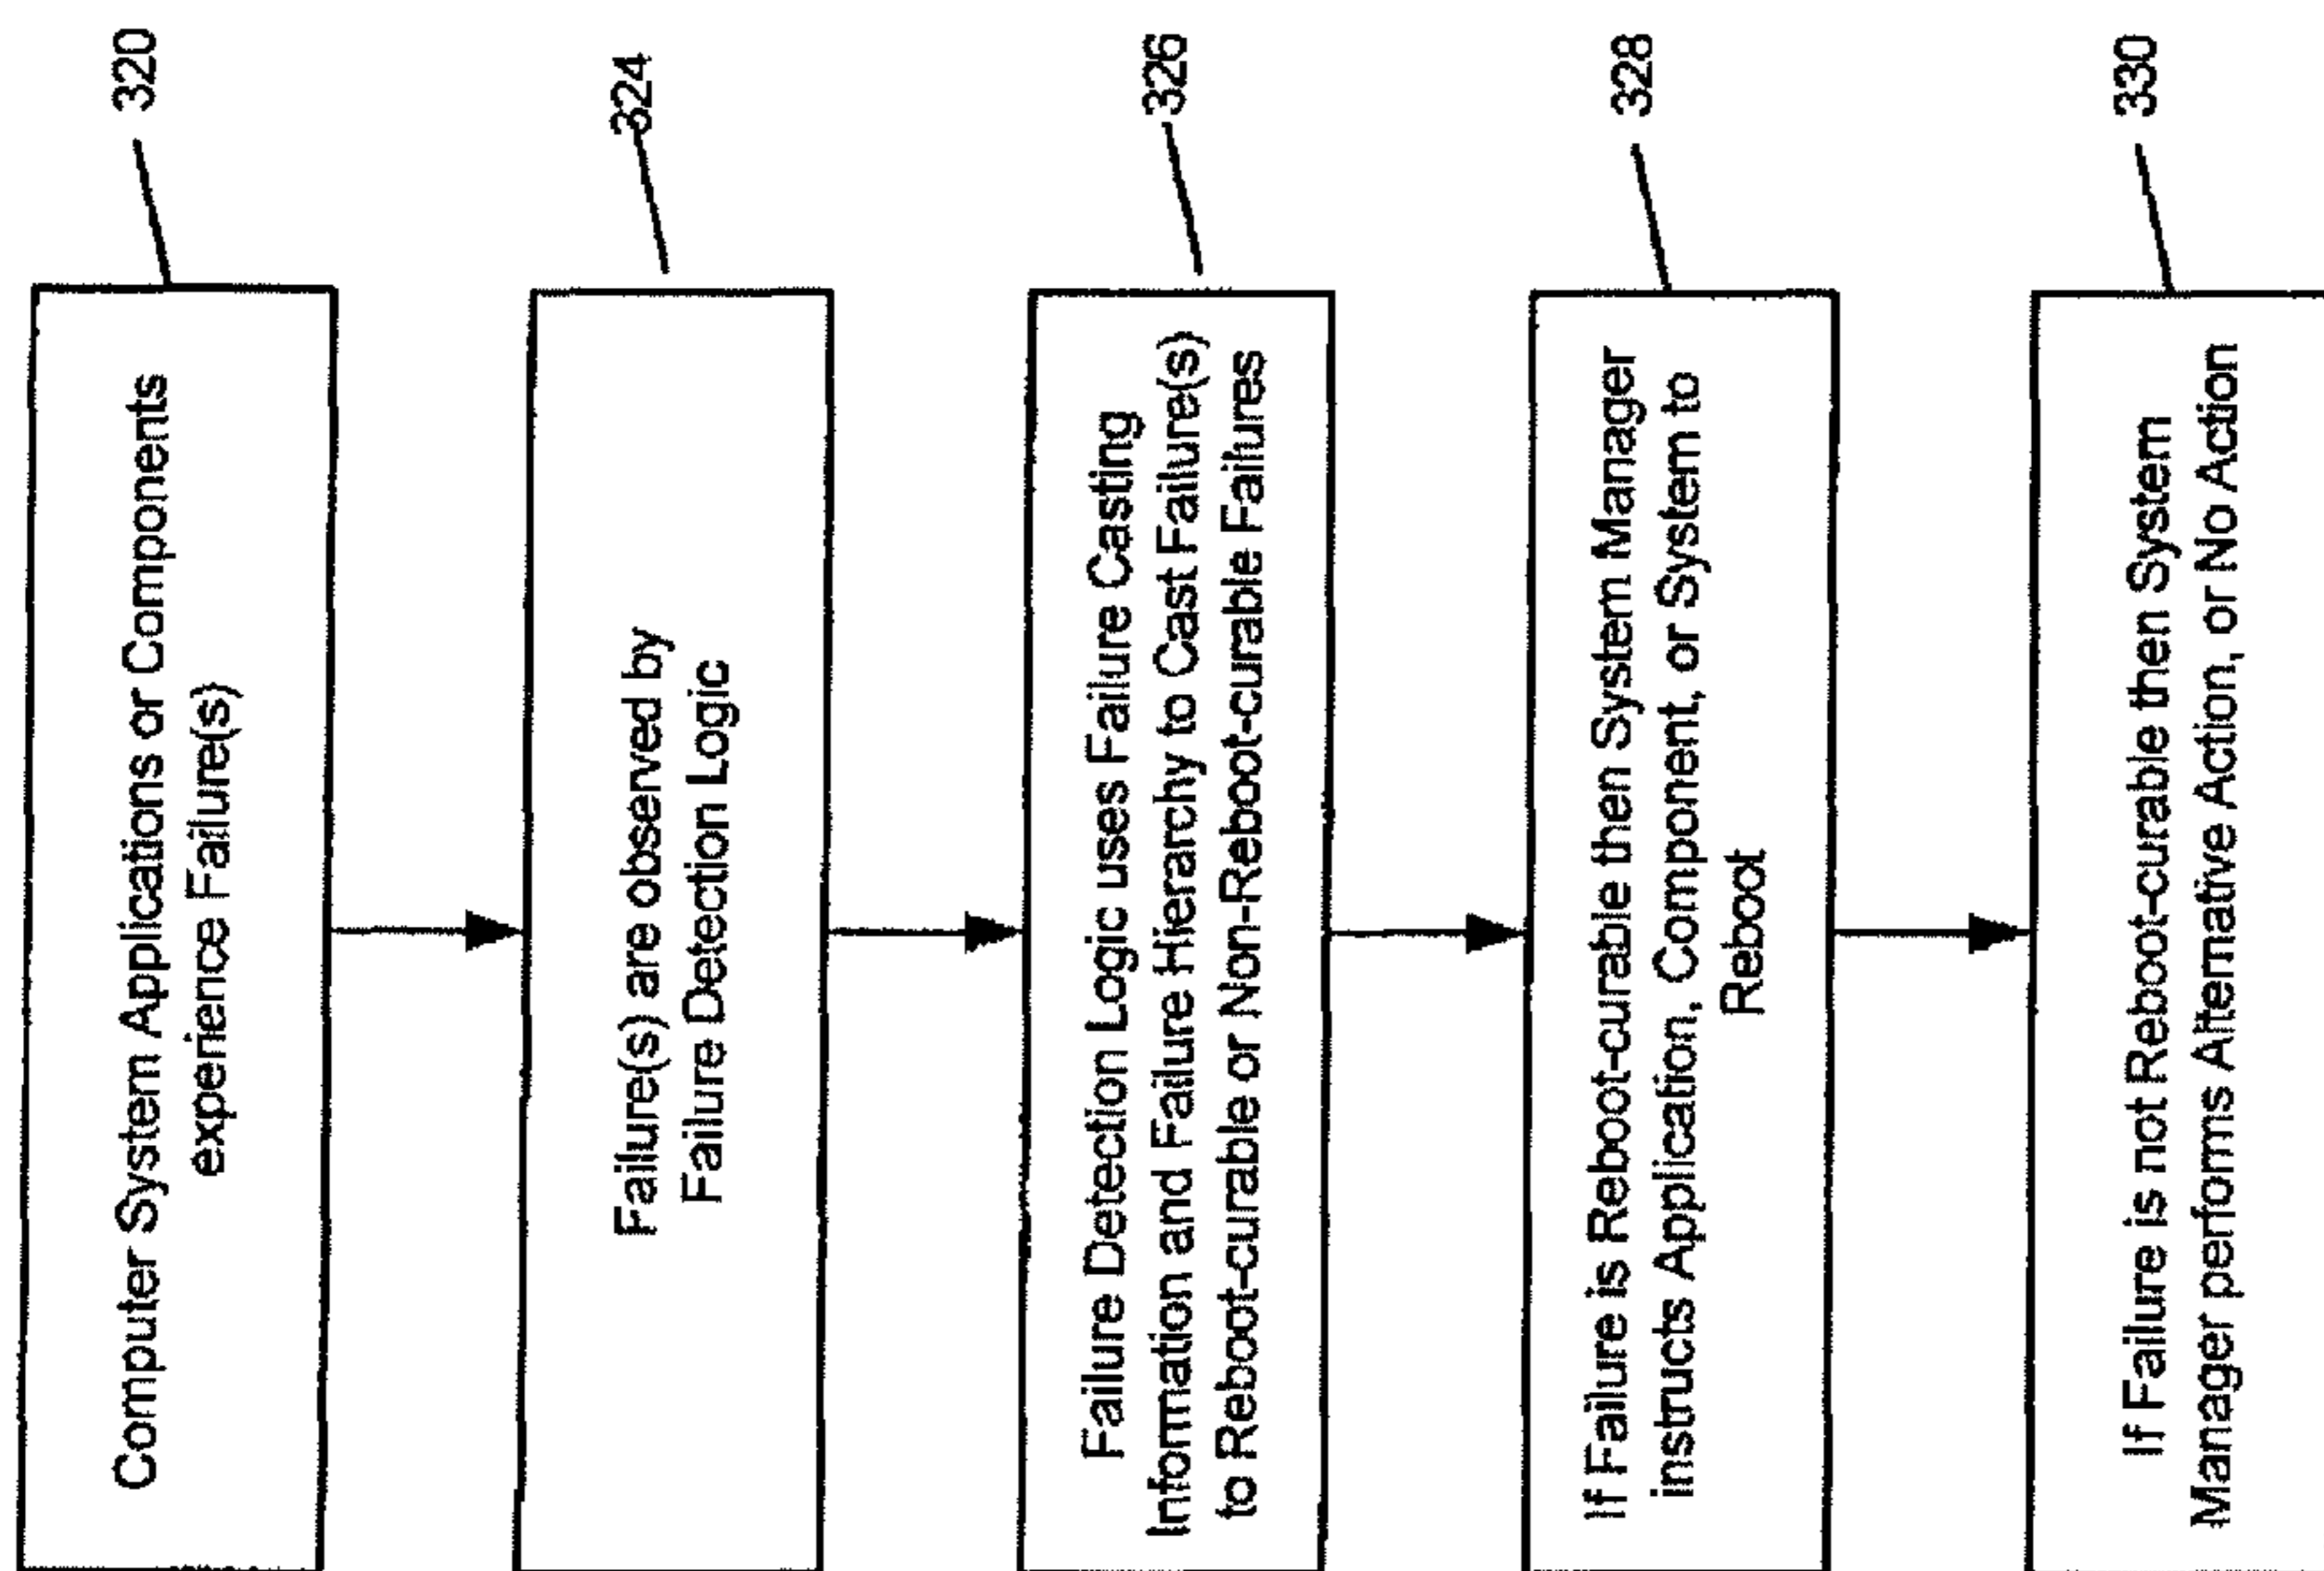 320
Computer System Applications or Components
experience Failure(s)
324
Failure(s) are observed by
Failure Detection Logic
326
Failure Detection Logic uses Failure Casting
Information and Failure Hierarchy to Cast Failure(s)
to Reboot-curable or Non-Reboot-curable Failures
328
If Failure is Reboot-curable then System Manager
instructs Application, Component, or System to
Reboot
330
If Failure is not Reboot-curable then System
Manager performs Alternative Action, or No Action